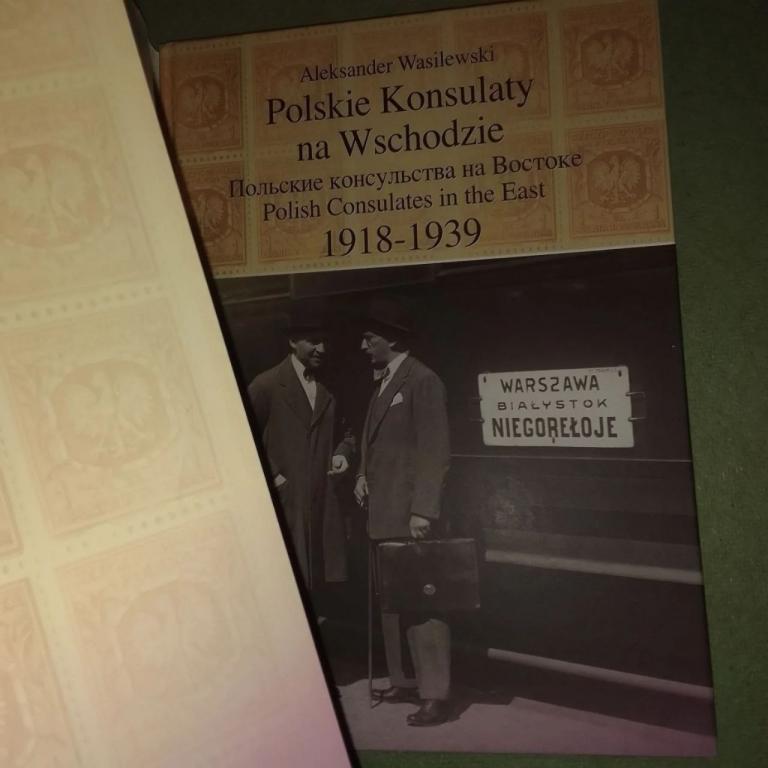 Aleksander Wasilewski
Polskie Konsulaty
na Wschodzie
Польские консульства на Востоке
Polish Consulates in the East
1918-1939
WARSZAWA
BIAŁYSTOK
NIEGOREŁOJE